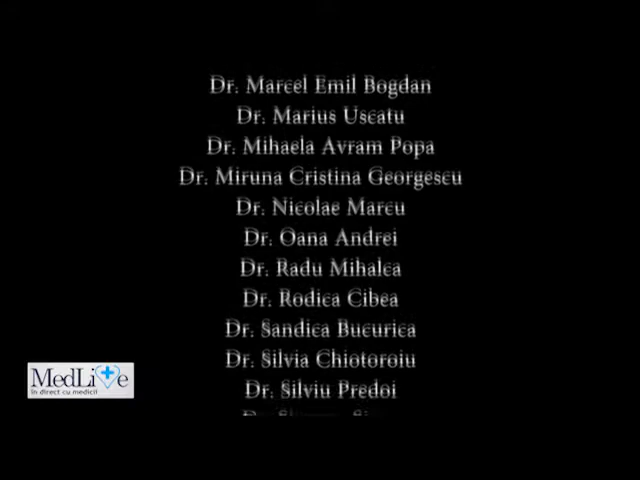 Dr. Marcel Emil Bogdan
Dr. Marius Uscatu
Dr. Mihaela Avram Popa
Dr. Miruna Cristina Georgescu
Dr. Nicolae Marcu
Dr. Oana Andrei
Dr. Radu Mihalca
Dr. Rodica Cibea
Dr. Sandica Bucurica
Dr. Silvia Chiotoroiu
Dr. Silviu Predoi
MedLive
în direct cu medicii